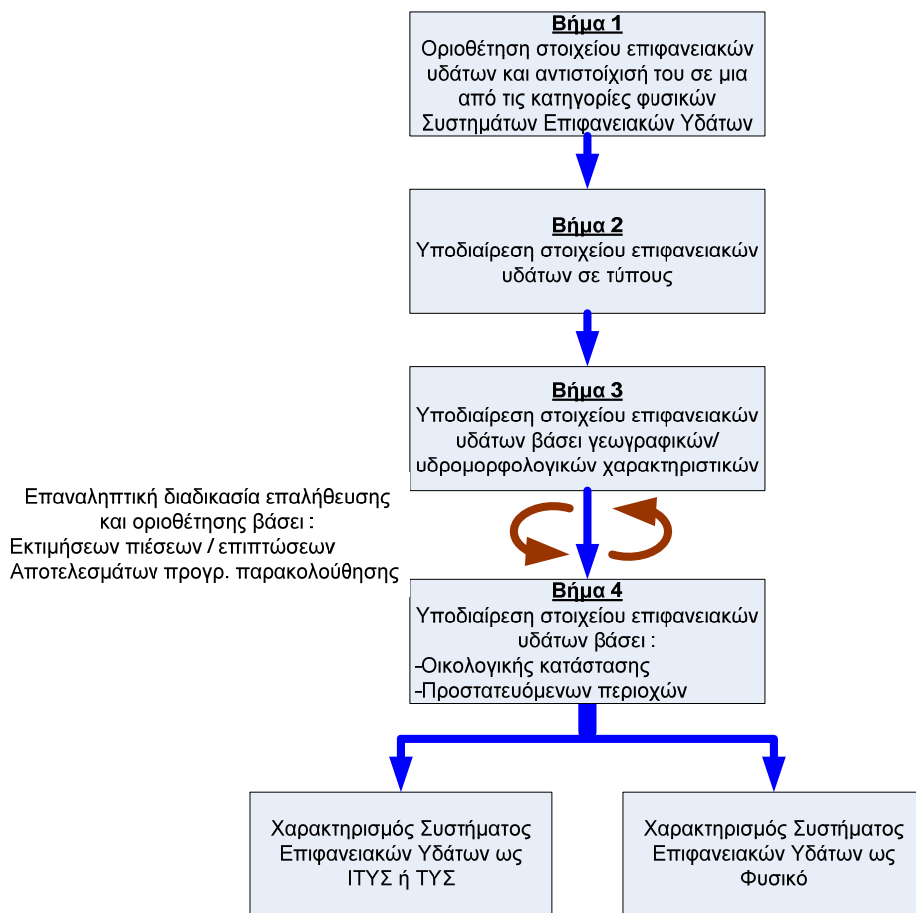 Βήμα 1
Οριοθέτηση στοιχείου επιφανειακών
υδάτων και αντιστοίχισή του σε μια
από τις κατηγορίες φυσικών
Συστημάτων Επιφανειακών Υδάτων
Βήμα 2
Υποδιαίρεση στοιχείου επιφανειακών
υδάτων σε τύπους
Βήμα 3
Υποδιαίρεση στοιχείου επιφανειακών
υδάτων βάσει γεωγραφικών/
υδρομορφολογικών χαρακτηριστικών
Επαναληπτική διαδικασία επαλήθευσης
και οριοθέτησης βάσει :
Εκτιμήσεων πιέσεων / επιπτώσεων
Αποτελεσμάτων προγρ. παρακολούθησης
Βήμα 4
Υποδιαίρεση στοιχείου επιφανειακών
υδάτων βάσει :
-Οικολογικής κατάστασης
-Προστατευόμενων περιοχών
Χαρακτηρισμός Συστήματος
Επιφανειακών Υδάτων ως
ΙΤΥΣ ή ΤΥΣ
Χαρακτηρισμός Συστήματος
Επιφανειακών Υδάτων ως
Φυσικό